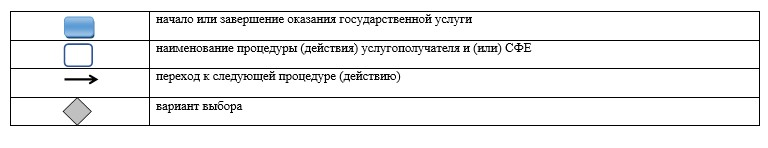 начало или завершение оказания государственной услуги
наименование процедуры (действия) услугополучателя и (или) СФЕ
переход к следующей процедуре (действию)
вариант выбора